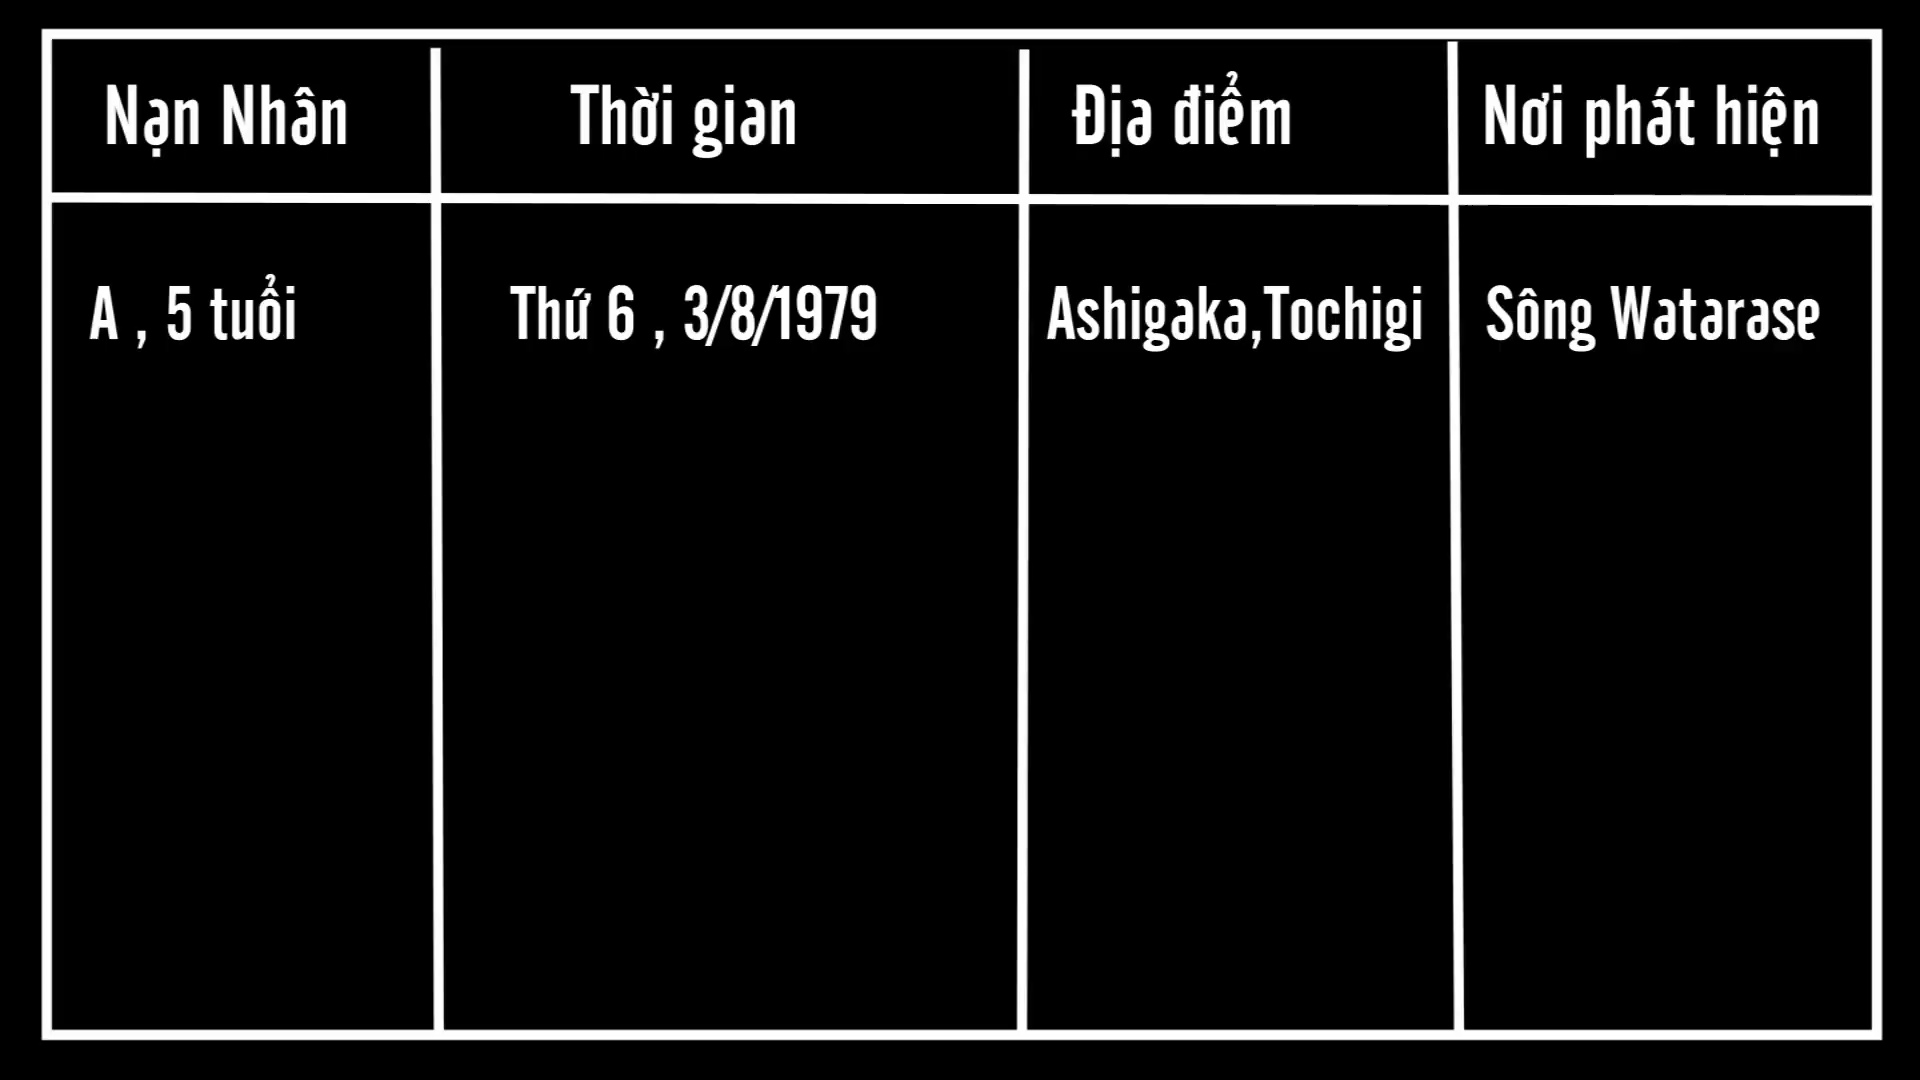 Nạn Nhân Thời gian Địa điểm Nơi phát hiện
A , 5 tuổi Thứ 6 , 3/8/1979 Ashigaka,Tochigi Sông Watarase